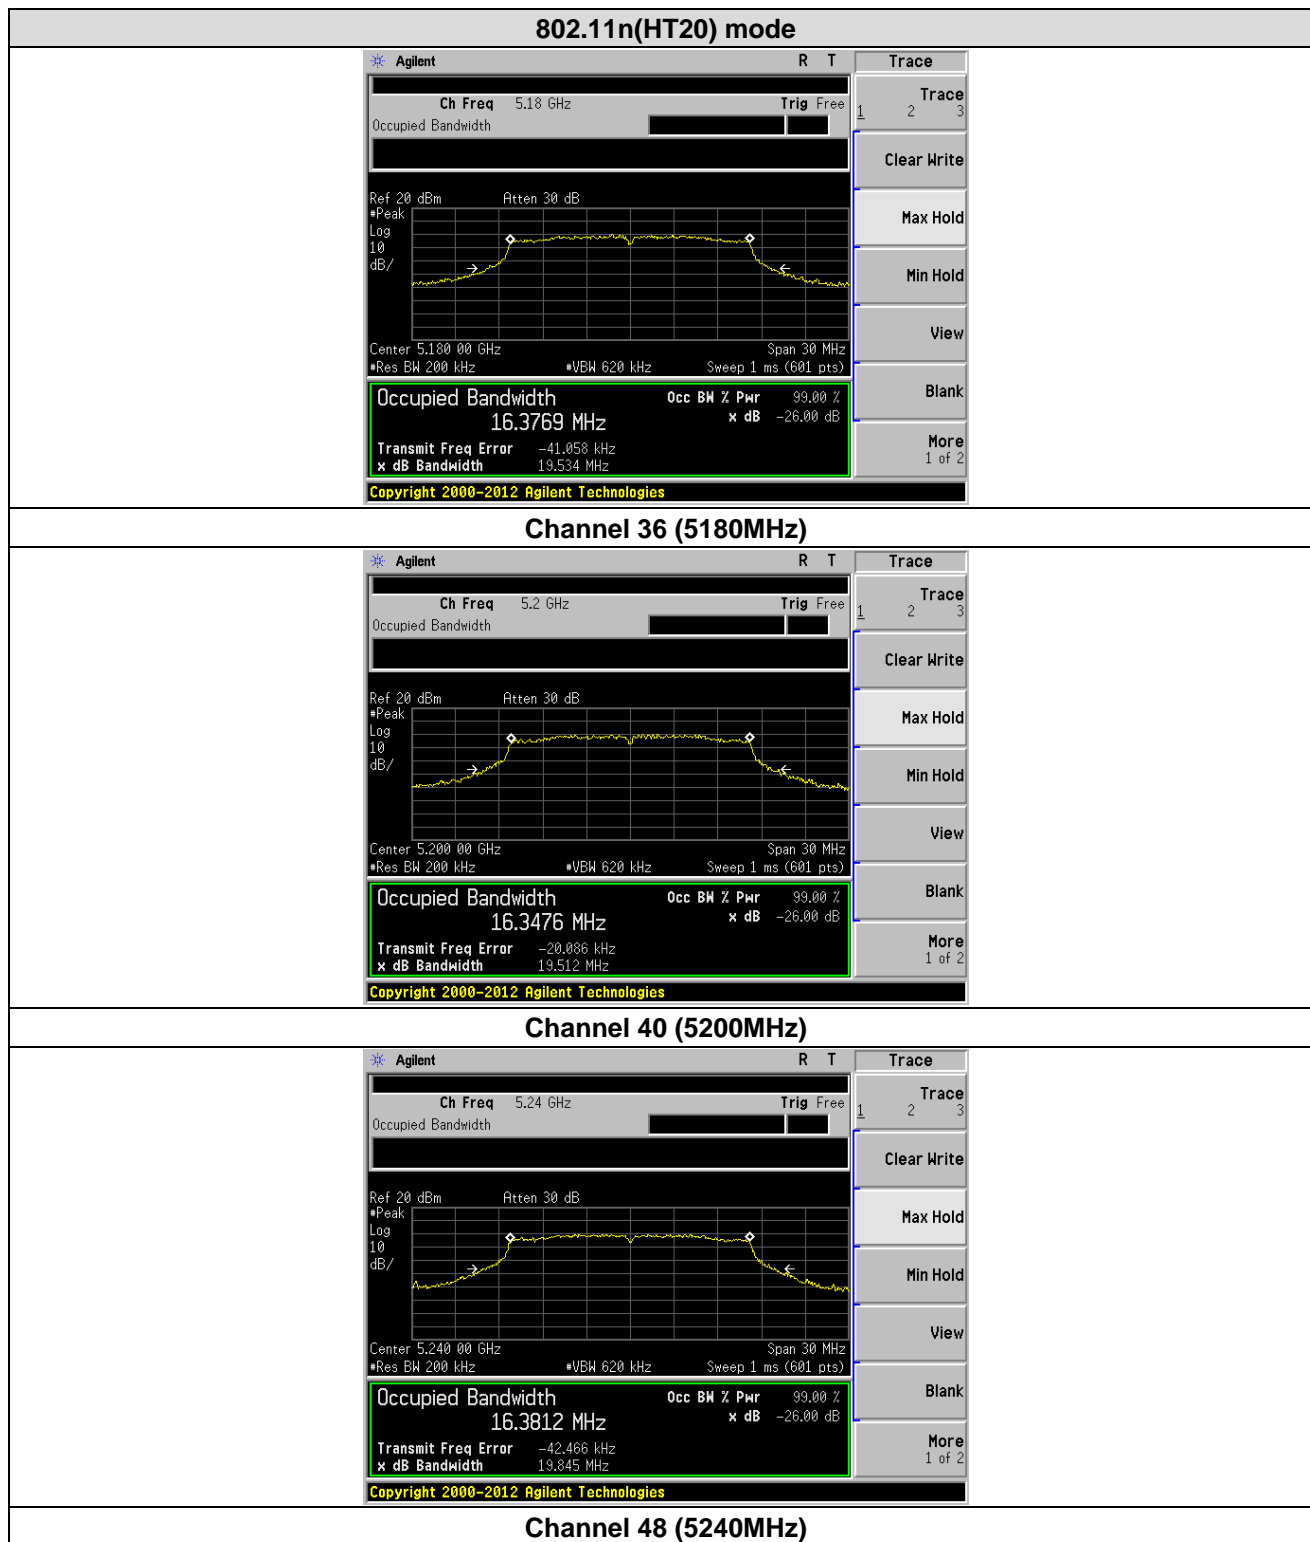 802.11n(HT20) mode
Agilent R T Trace
Ch Freq 5.18 GHz Trig Free
Occupied Bandwidth
Trace
1 2 3
Clear Write
Ref 20 dBm Atten 30 dB
#Peak
Log
10
dB/
Max Hold
Min Hold
View
Center 5.180 00 GHz Span 30 MHz
#Res BW 200 kHz #VBW 620 kHz Sweep 1 ms (601 pts)
Blank
Occupied Bandwidth Occ BW % Pwr 99.00 %
16.3769 MHz x dB -26.00 dB
Transmit Freq Error -41.058 kHz
x dB Bandwidth 19.534 MHz
More
1 of 2
Copyright 2000-2012 Agilent Technologies
Channel 36 (5180MHz)
Agilent R T Trace
Ch Freq 5.2 GHz Trig Free
Occupied Bandwidth
Trace
1 2 3
Clear Write
Ref 20 dBm Atten 30 dB
#Peak
Log
10
dB/
Max Hold
Min Hold
View
Center 5.200 00 GHz Span 30 MHz
#Res BW 200 kHz #VBW 620 kHz Sweep 1 ms (601 pts)
Blank
Occupied Bandwidth Occ BW % Pwr 99.00 %
16.3476 MHz x dB -26.00 dB
Transmit Freq Error -20.086 kHz
x dB Bandwidth 19.512 MHz
More
1 of 2
Copyright 2000-2012 Agilent Technologies
Channel 40 (5200MHz)
Agilent R T Trace
Ch Freq 5.24 GHz Trig Free
Occupied Bandwidth
Trace
1 2 3
Clear Write
Ref 20 dBm Atten 30 dB
#Peak
Log
10
dB/
Max Hold
Min Hold
View
Center 5.240 00 GHz Span 30 MHz
#Res BW 200 kHz #VBW 620 kHz Sweep 1 ms (601 pts)
Blank
Occupied Bandwidth Occ BW % Pwr 99.00 %
16.3812 MHz x dB -26.00 dB
Transmit Freq Error -42.466 kHz
x dB Bandwidth 19.845 MHz
More
1 of 2
Copyright 2000-2012 Agilent Technologies
Channel 48 (5240MHz)